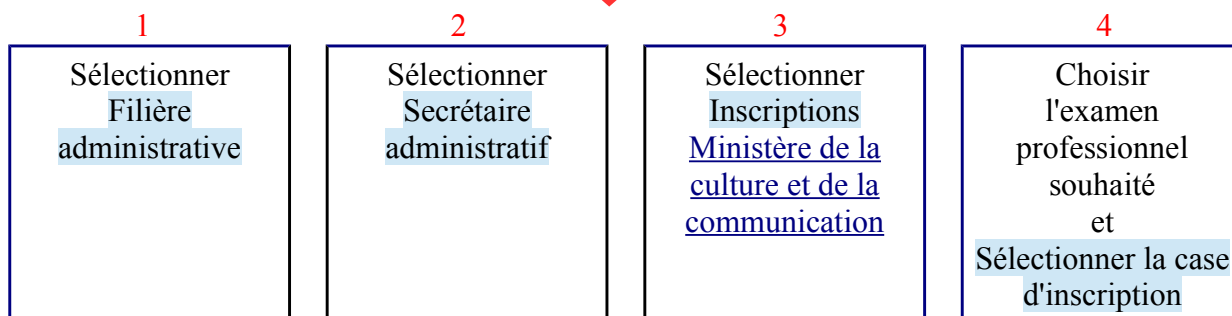 1
Sélectionner
Filière
administrative
2
Sélectionner
Secrétaire
administratif
3
Sélectionner
Inscriptions
Ministère de la
culture et de la
communication
4
Choisir
l'examen
professionnel
souhaité
et
Sélectionner la case
d'inscription